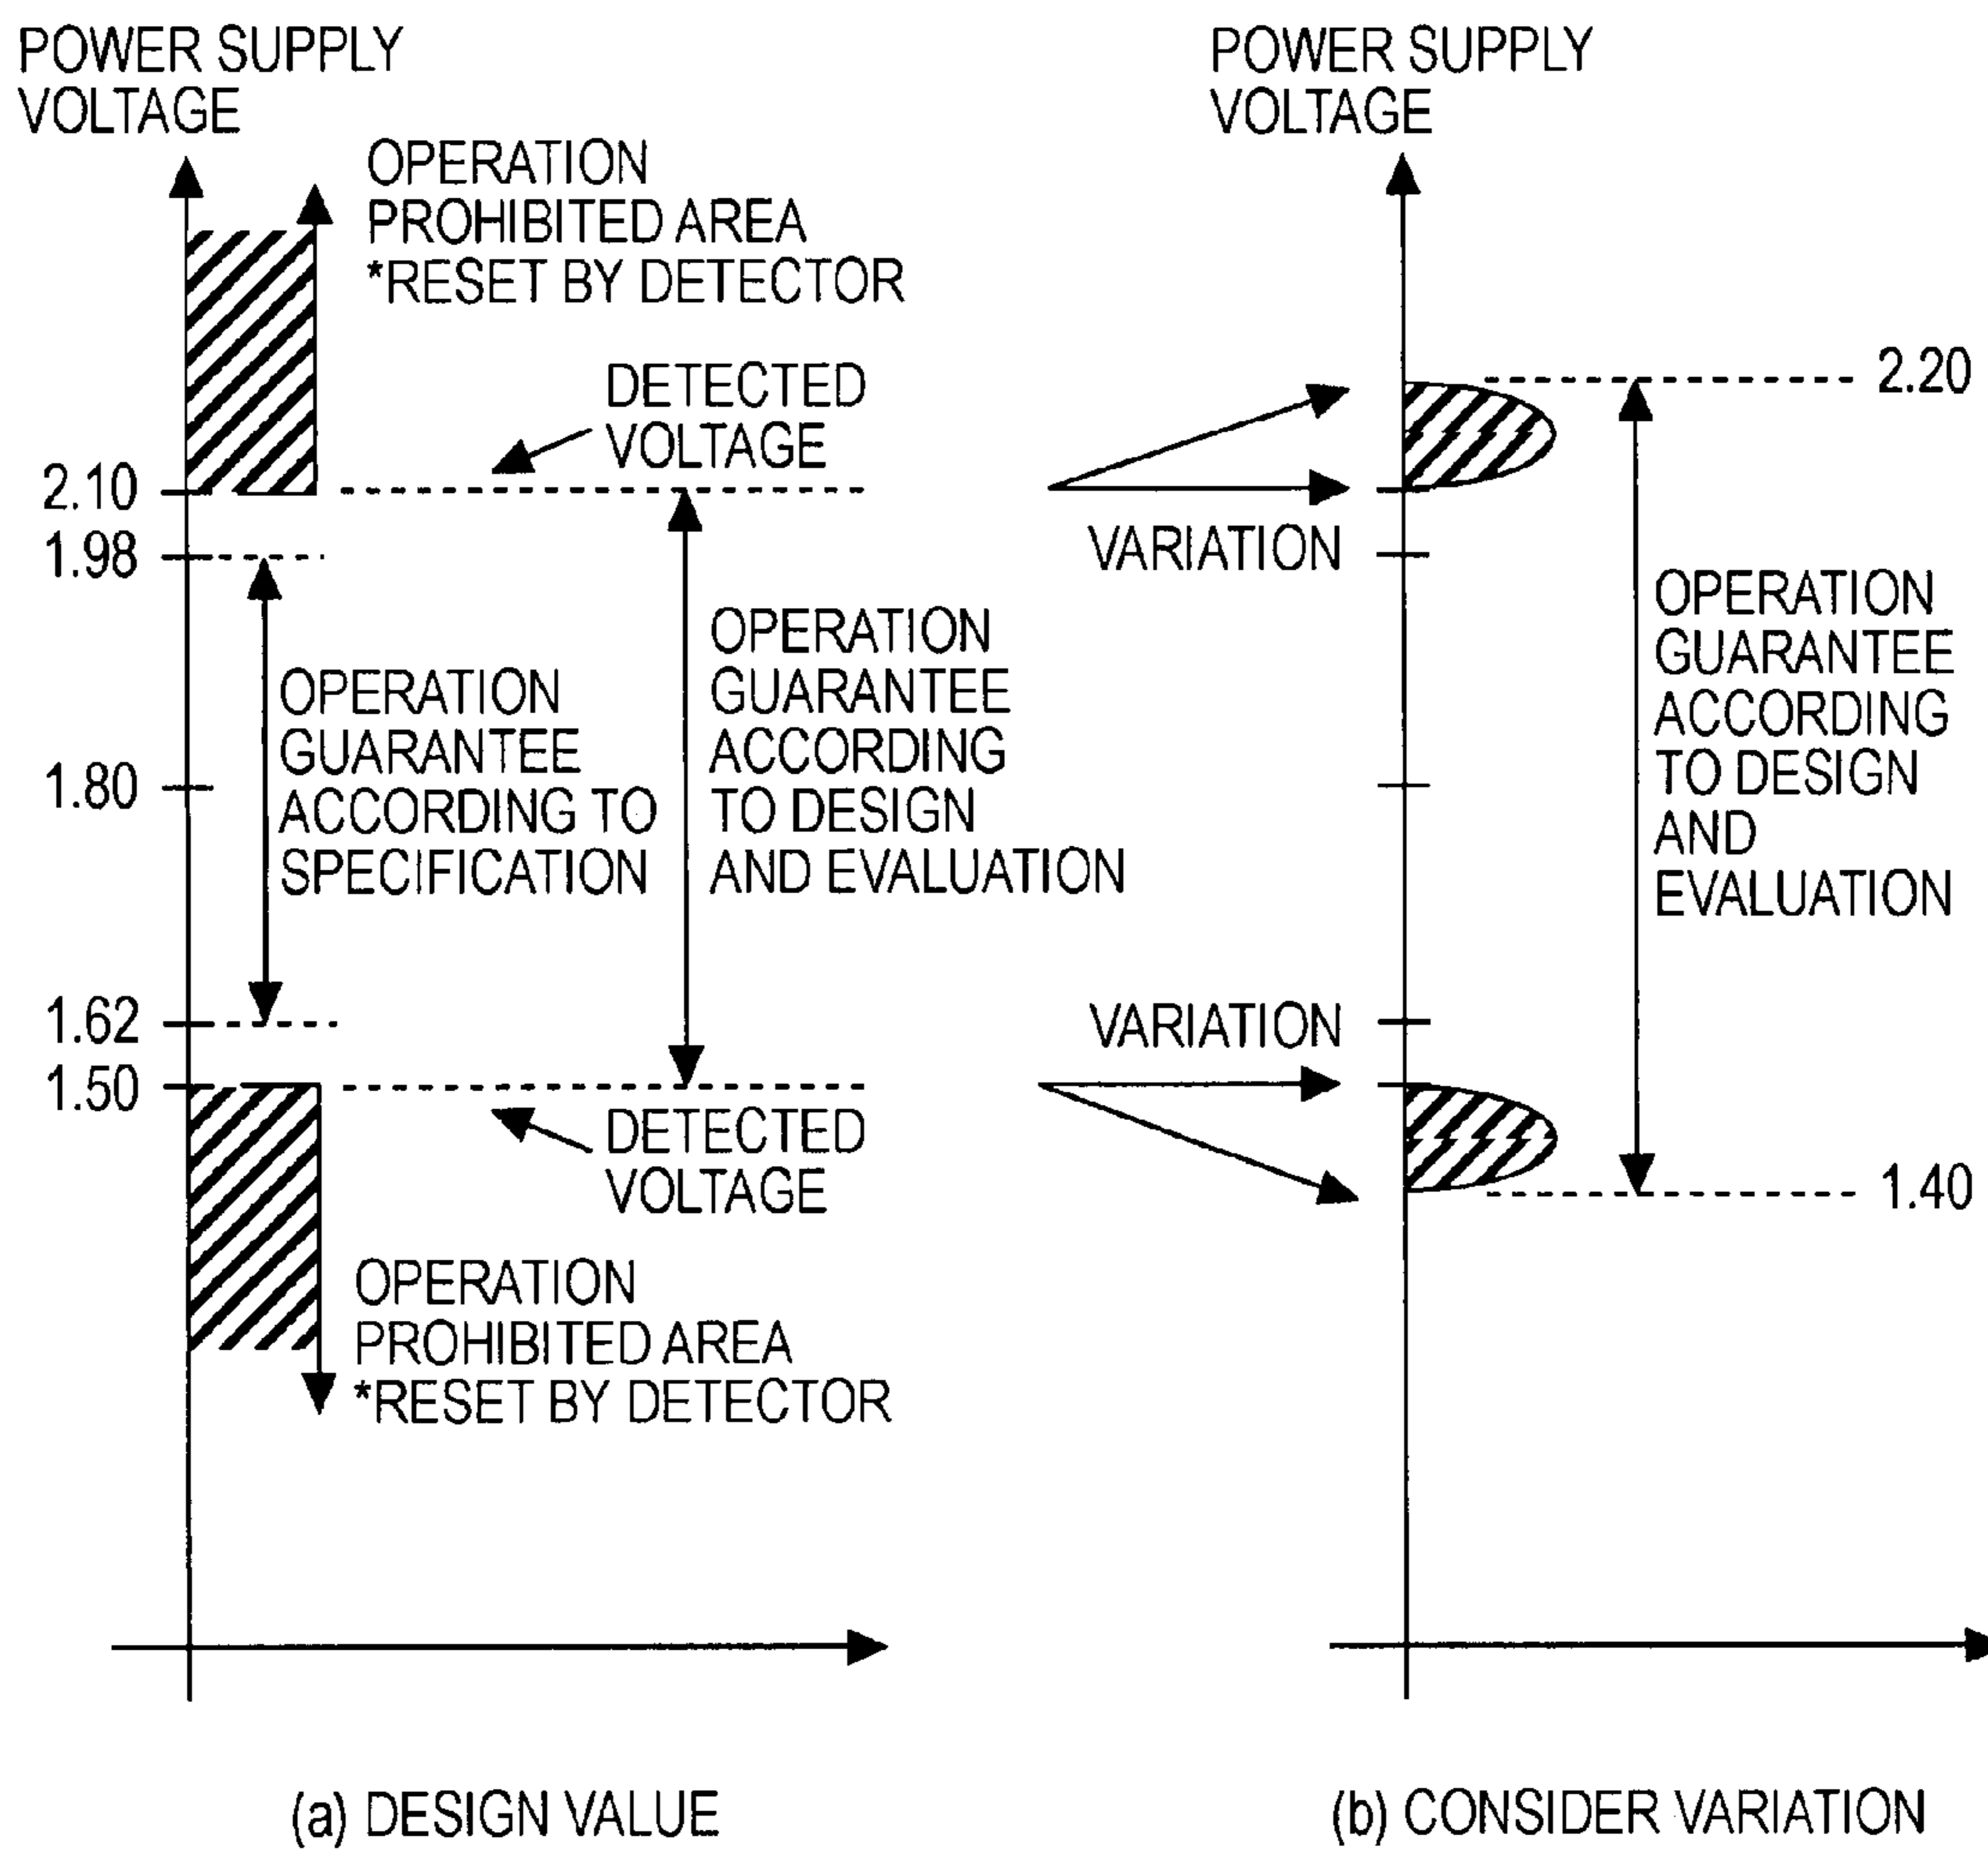 POWER SUPPLY
VOLTAGE
OPERATION
PROHIBITED AREA
*RESET BY DETECTOR
DETECTED
VOLTAGE
2.10
1.98
OPERATION
GUARANTEE
ACCORDING TO
SPECIFICATION
OPERATION
GUARANTEE
ACCORDING
TO DESIGN
AND EVALUATION
1.80
1.62
1.50
DETECTED
VOLTAGE
OPERATION
PROHIBITED AREA
*RESET BY DETECTOR
(a) DESIGN VALUE
POWER SUPPLY
VOLTAGE
2.20
VARIATION
OPERATION
GUARANTEE
ACCORDING
TO DESIGN
AND
EVALUATION
VARIATION
1.40
(b) CONSIDER VARIATION